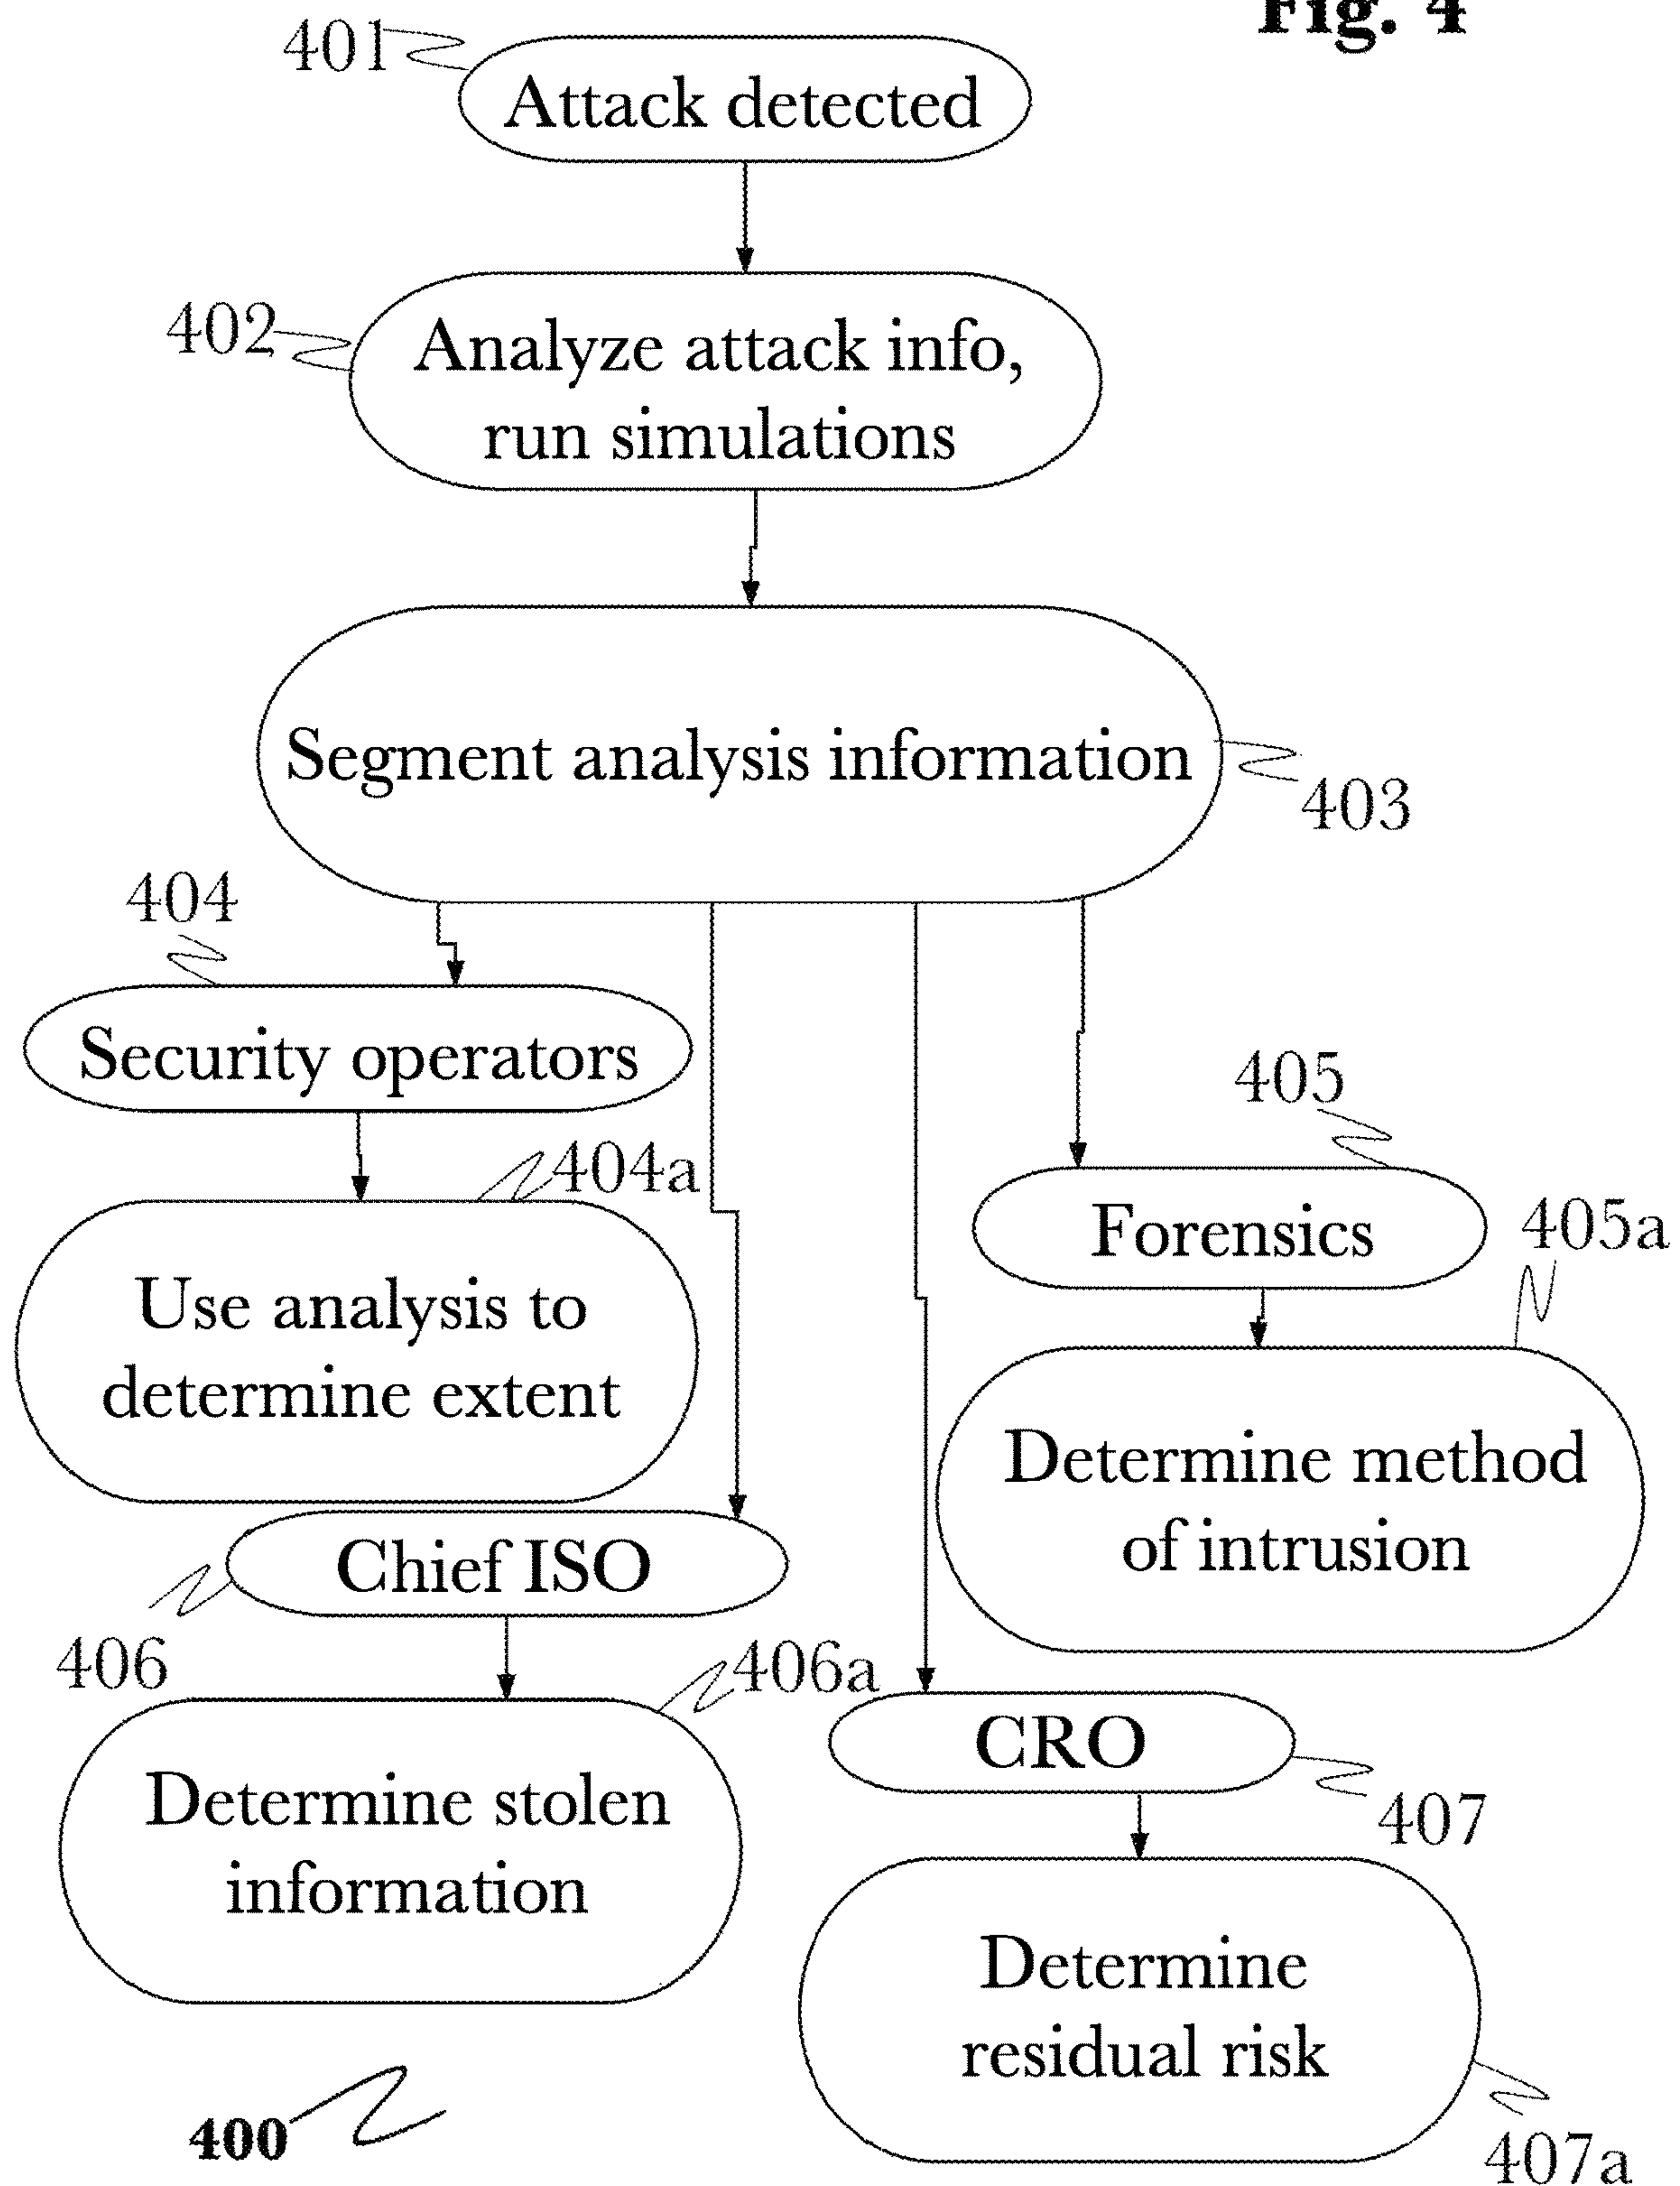 Fig. 4
401
Attack detected
402
Analyze attack info,
run simulations
Segment analysis information
403
404
Security operators
404a
Use analysis to
determine extent
405
Forensics
405a
Determine method
of intrusion
Chief ISO
406
406a
Determine stolen
information
CRO
407
Determine
residual risk
407a
400